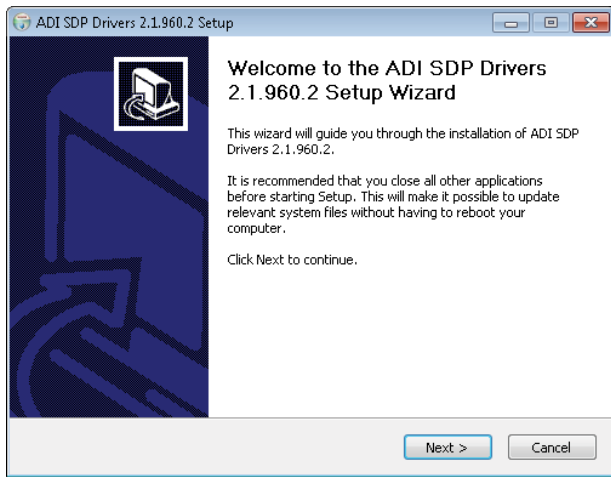 ADI SDP Drivers 2.1.960.2 Setup
Welcome to the ADI SDP Drivers
2.1.960.2 Setup Wizard
This wizard will guide you through the installation of ADI SDP
Drivers 2.1.960.2.
It is recommended that you close all other applications
before starting Setup. This will make it possible to update
relevant system files without having to reboot your
computer.
Click Next to continue.
Next >
Cancel